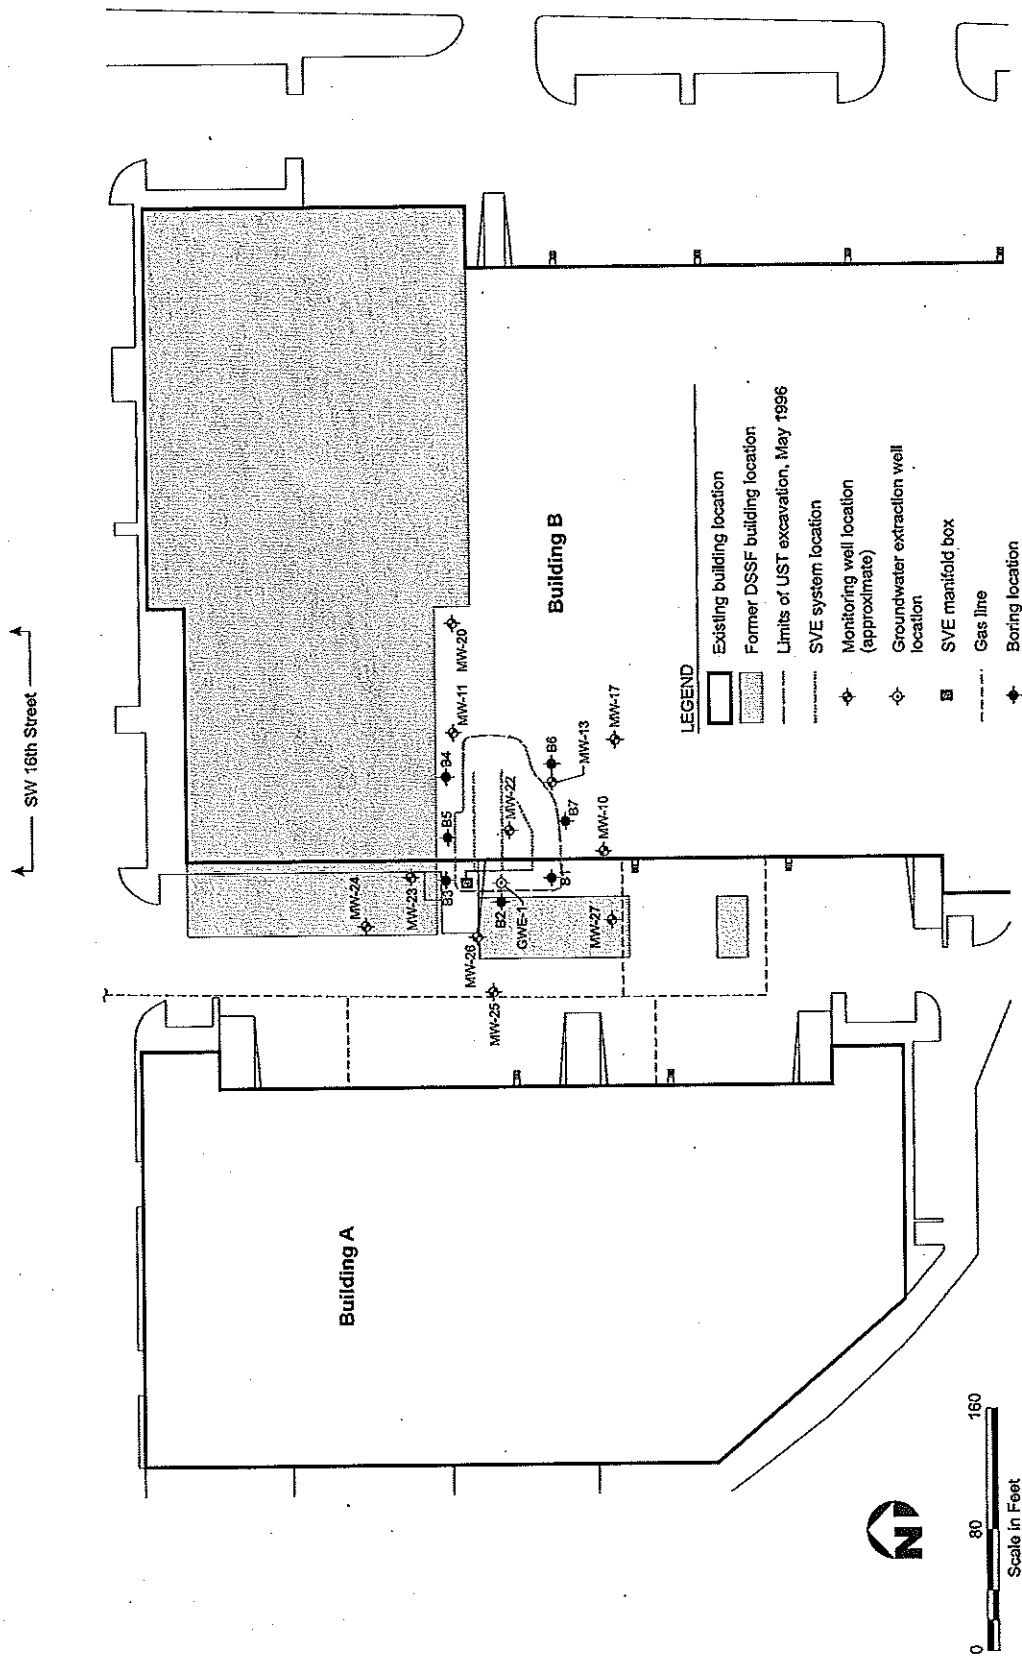 SW 16th Street
Building A
Building B
MW-24
MW-23
B3
B5
B4
MW-11
MW-20
MW-26
MW-25
B2
GWE-1
MW-22
B1
B7
B6
MW-13
MW-10
MW-17
MW-27
LEGEND
Existing building location
Former DSSF building location
Limits of UST excavation, May 1996
SVE system location
Monitoring well location
(approximate)
Groundwater extraction well
location
SVE manifold box
Gas line
Boring location
N
0 80 160
Scale in Feet